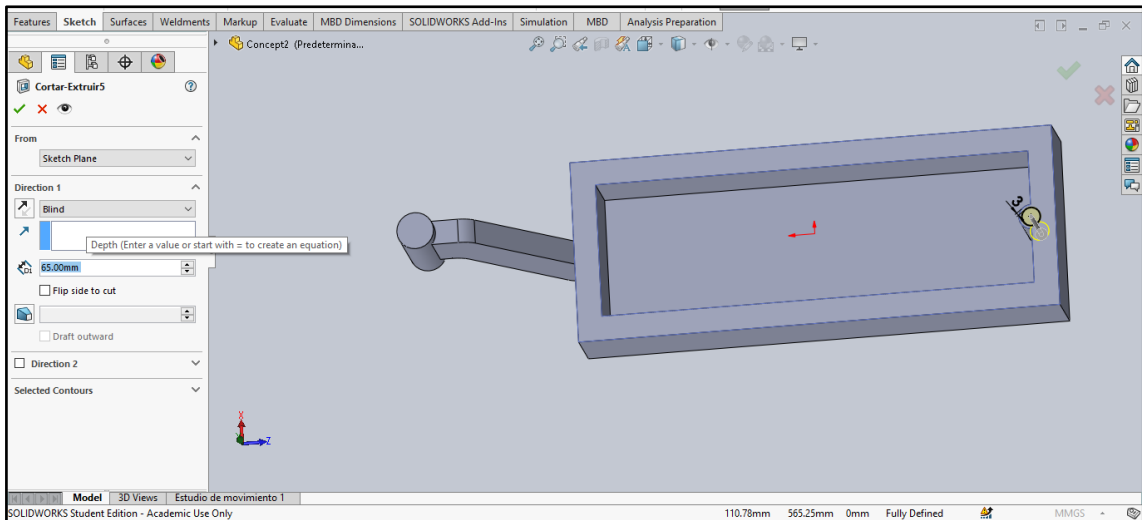 Features Sketch Surfaces Weldments Markup Evaluate MBD Dimensions SOLIDWORKS Add-Ins Simulation MBD Analysis Preparation
Concept2 (Predetermina...
Cortar-Extruir5
From
Sketch Plane
Direction 1
Blind
Depth (Enter a value or start with = to create an equation)
D1
65.00mm
Flip side to cut
Draft outward
Direction 2
Selected Contours
3
X
Z
Model 3D Views Estudio de movimiento 1
SOLIDWORKS Student Edition - Academic Use Only 110.78mm 565.25mm 0mm Fully Defined MMGS